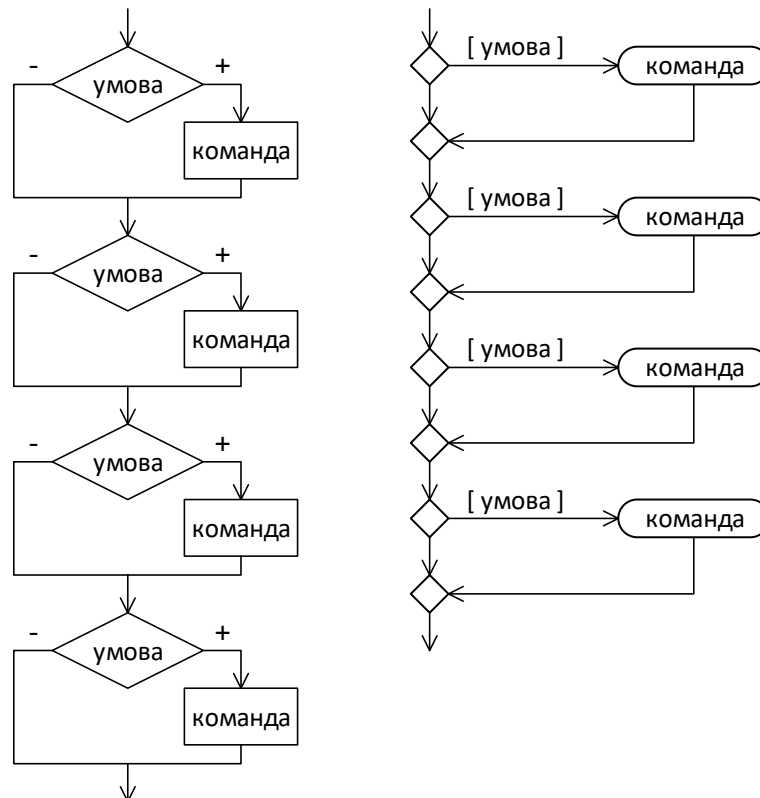 - умова +
команда
- умова +
команда
- умова +
команда
- умова +
команда
[ умова ] команда
[ умова ] команда
[ умова ] команда
[ умова ] команда